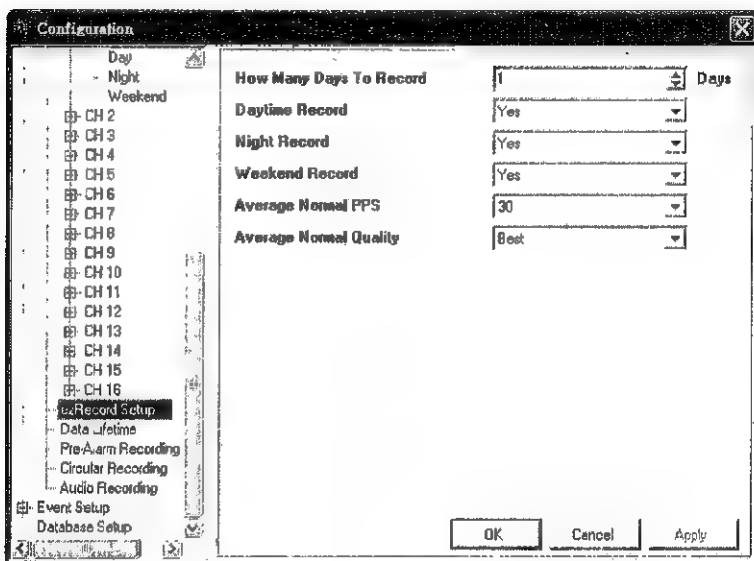 Configuration
Day
Night
Weekend
CH 2
CH 3
CH 4
CH 5
CH 6
CH 7
CH 8
CH 9
CH 10
CH 11
CH 12
CH 13
CH 14
CH 15
CH 16
ezRecord Setup
Data Lifetime
Pre-Alarm Recording
Circular Recording
Audio Recording
Event Setup
Database Setup
How Many Days To Record 1 Days
Daytime Record Yes
Night Record Yes
Weekend Record Yes
Average Normal PPS 30
Average Normal Quality Best
OK Cancel Apply